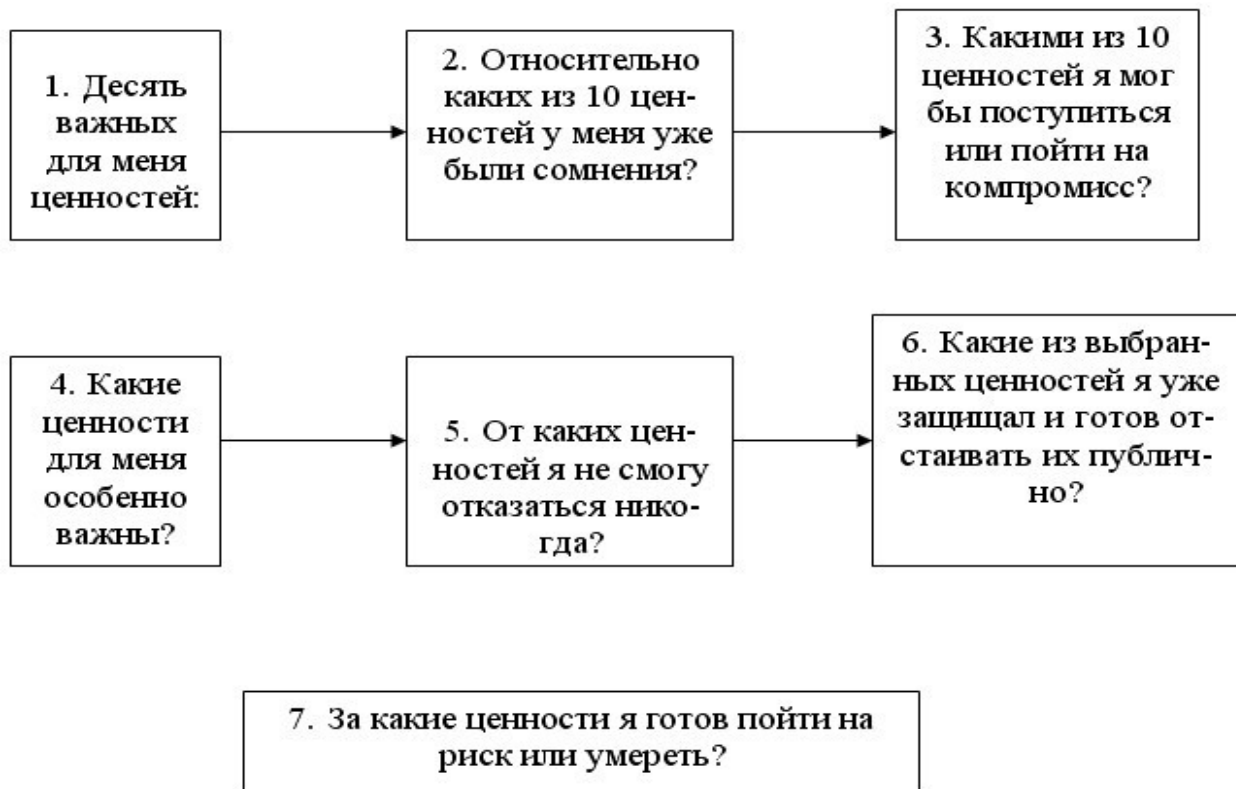 1. Десять
важных
для меня
ценностей:
2. Относительно
каких из 10 цен-
ностей у меня уже
были сомнения?
3. Какими из 10
ценностей я мог
бы поступиться
или пойти на
компромисс?
4. Какие
ценности
для меня
особенно
важны?
5. От каких цен-
ностей я не смогу
отказаться нико-
гда?
6. Какие из выбран-
ных ценностей я уже
защищал и готов от-
стаивать их публич-
но?
7. За какие ценности я готов пойти на
риск или умереть?